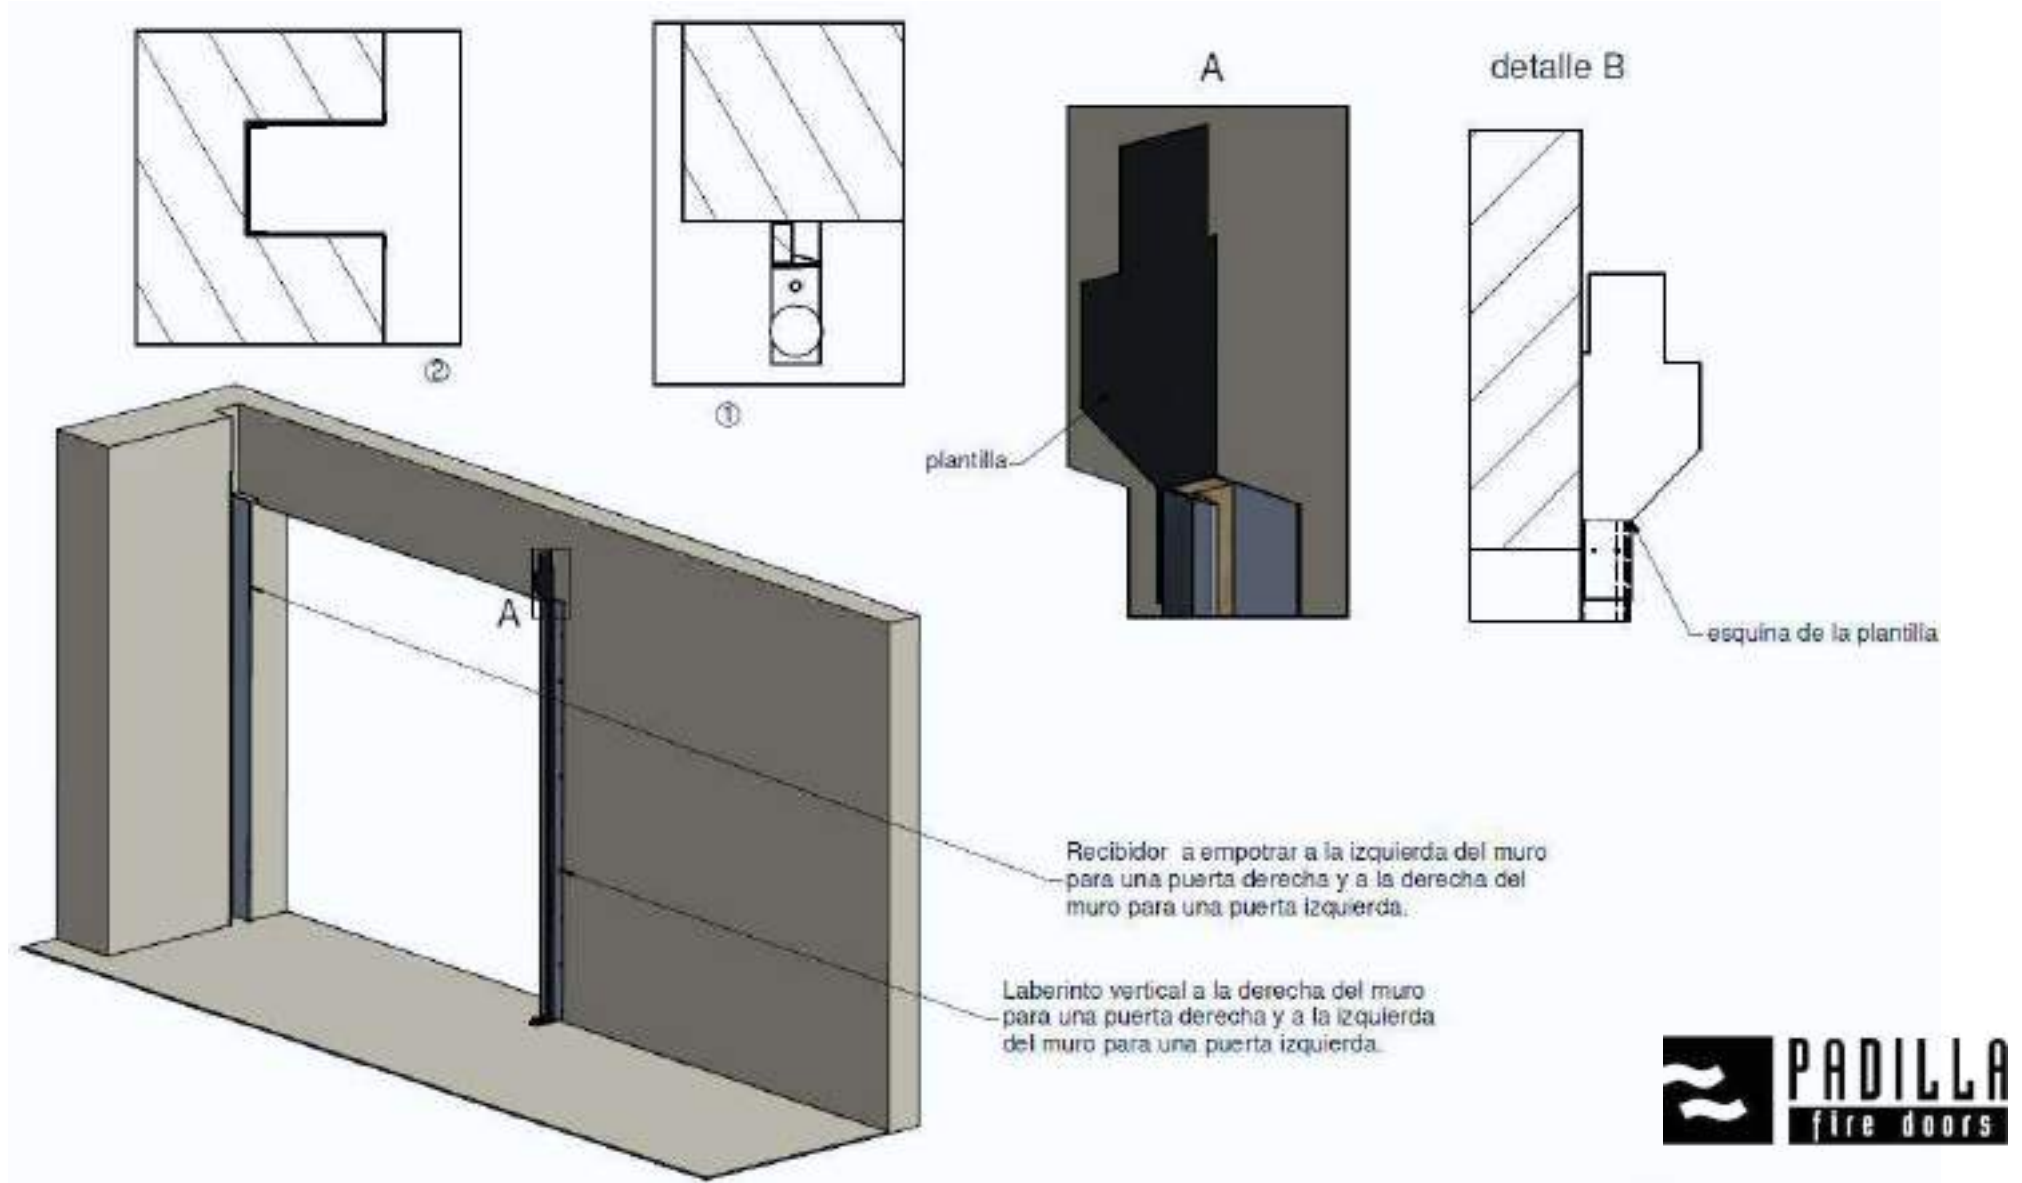 A
detalle B
②
①
plantilla
esquina de la plantilla
A
Recibidor a empotrar a la izquierda del muro
para una puerta derecha y a la derecha del
muro para una puerta izquierda.
Laberinto vertical a la derecha del muro
para una puerta derecha y a la izquierda
del muro para una puerta izquierda.
PADILLA
fire doors